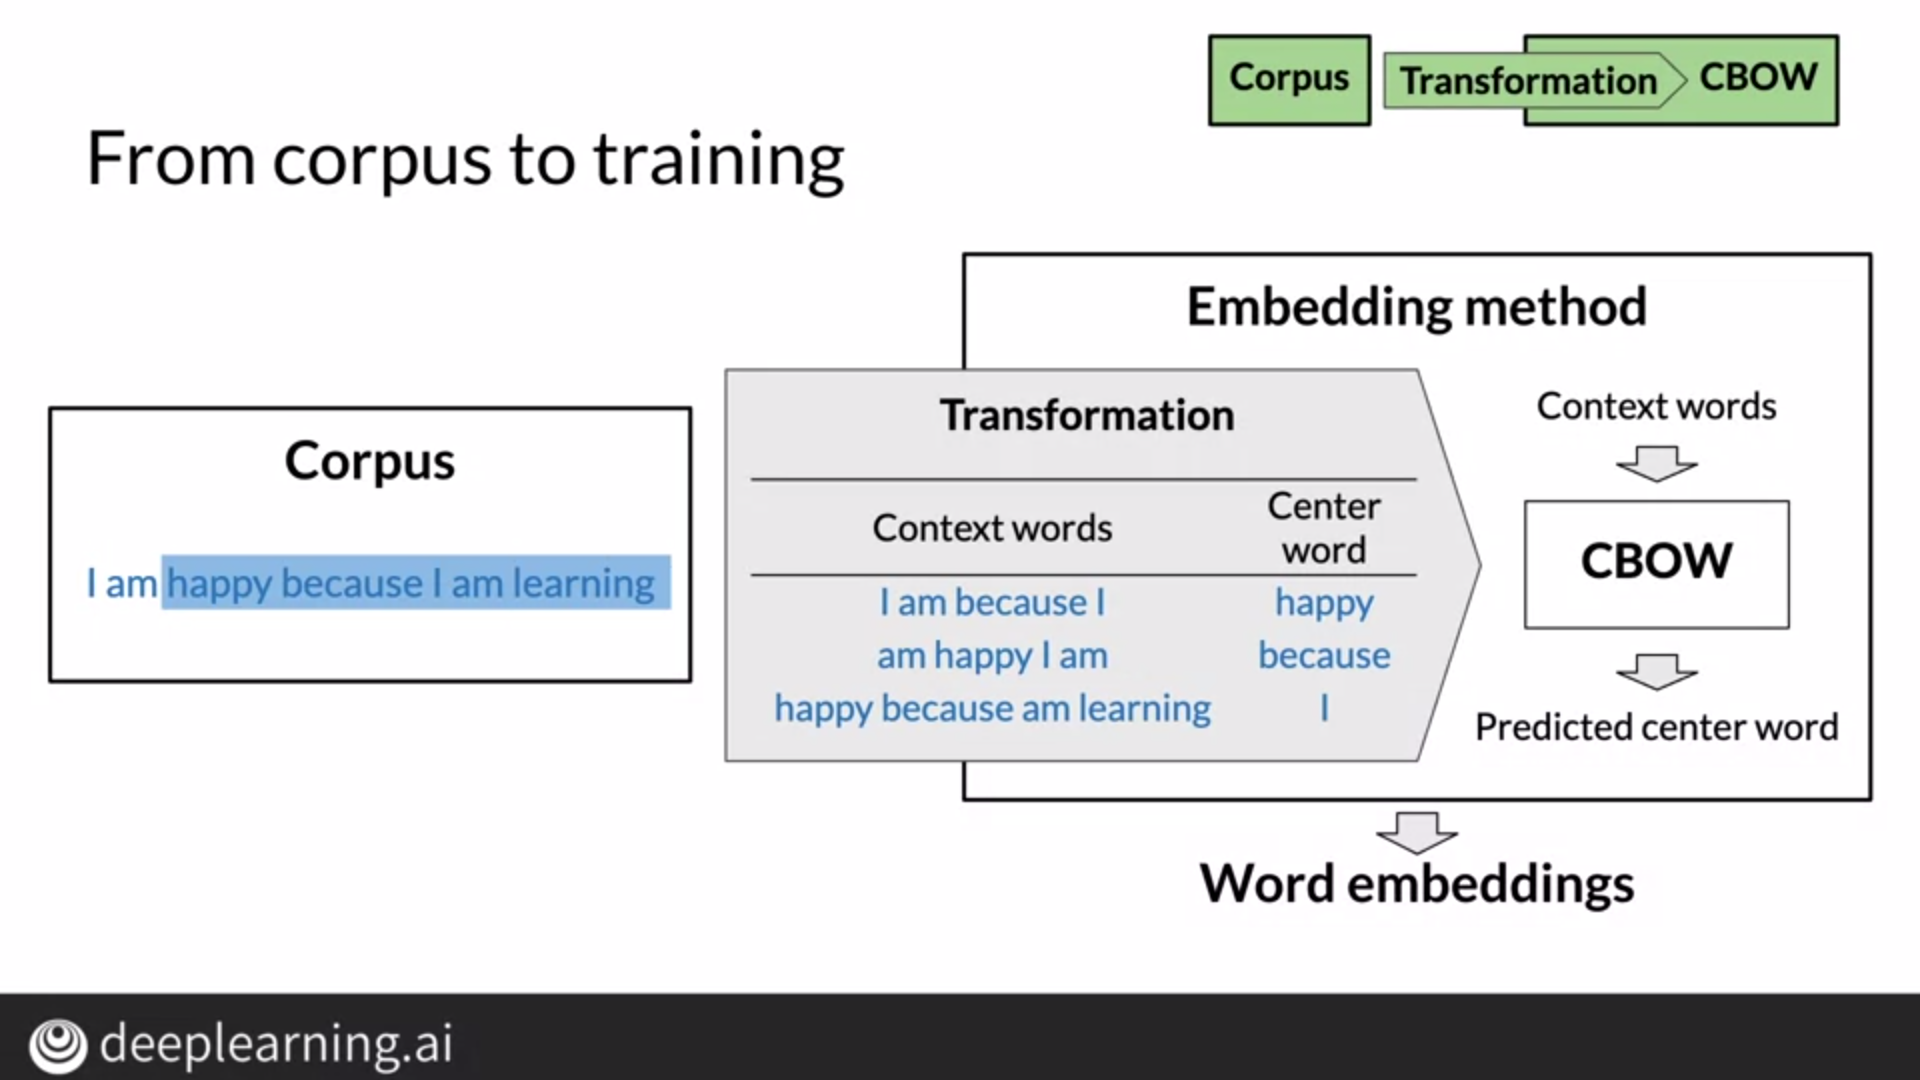 Corpus
Transformation
CBOW
From corpus to training
Corpus
I am happy because I am learning
Embedding method
Transformation
Context words
Center
word
I am because I
happy
am happy I am
because
happy because am learning
I
Context words
CBOW
Predicted center word
Word embeddings
deeplearning.ai